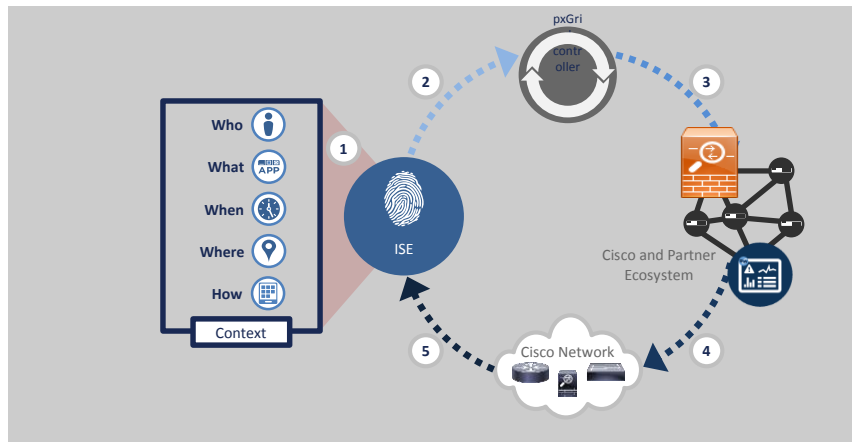 pxGri
contr
oller
2
3
Who
1
What
APP
When
ISE
Where
Cisco and Partner
Ecosystem
How
Context
5
Cisco Network
4